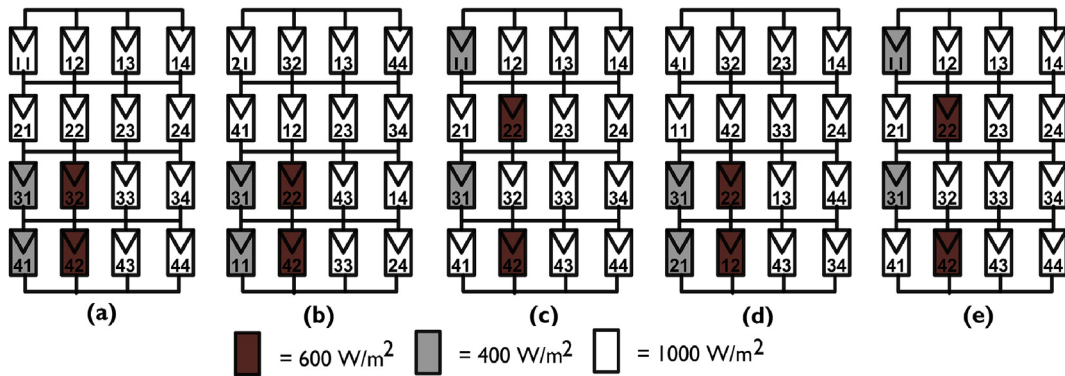 11 12 13 14 21 32 13 44 11 12 13 14 41 32 23 14 11 12 13 14
21 22 23 24 41 12 23 34 21 22 23 24 11 42 33 24 21 22 23 24
31 32 33 34 31 22 43 14 31 32 33 34 31 22 13 44 31 32 33 34
41 42 43 44 11 42 33 24 41 42 43 44 21 12 43 34 41 42 43 44
(a) (b) (c) (d) (e)
= 600 W/m² = 400 W/m² = 1000 W/m²